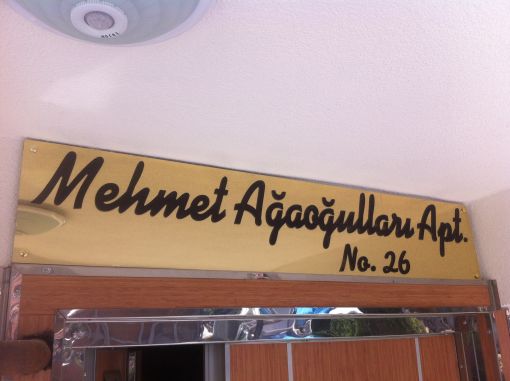 Mehmet Ağaoğulları Apt.
No. 26